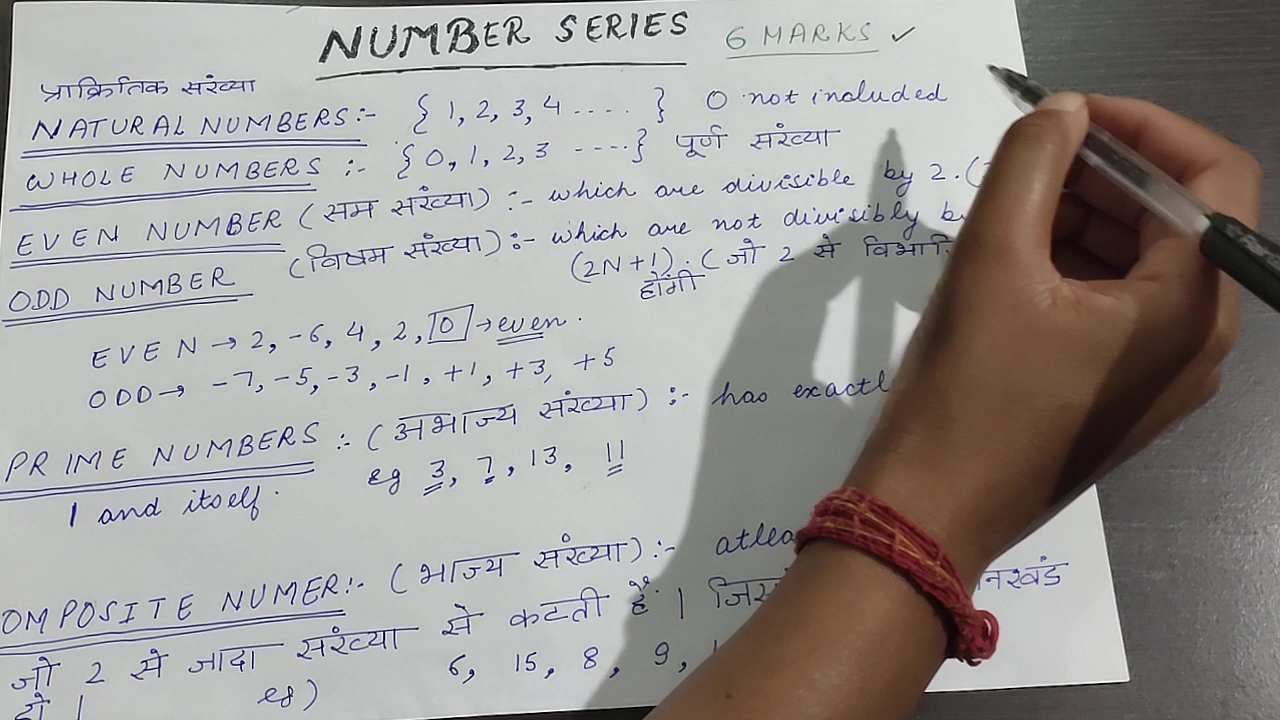 NUMBER SERIES 6 MARKS ✓
प्राक्रितिक संख्या
NATURAL NUMBERS:- { 1, 2, 3, 4 ..... } 0 not included
WHOLE NUMBERS :- { 0, 1, 2, 3 ----} पूर्ण संख्या
EVEN NUMBER (सम संख्या) :- which are divisible by 2. (
ODD NUMBER (विषम संख्या) :- which are not divisibly
(2N+1). (जो 2 से
होगी
EVEN → 2, -6, 4, 2, 0 → even.
ODD → -7, -5, -3, -1, +1, +3, +5
PRIME NUMBERS :- (अभाज्य संख्या) :- has
1 and itself. eg 3, 7, 13, 11
OMPOSITE NUMER:- (भाज्य संख्या) :-
जो 2 से जादा संख्या से कटती हैं |
हो | eg) 6, 15, 8, 9,